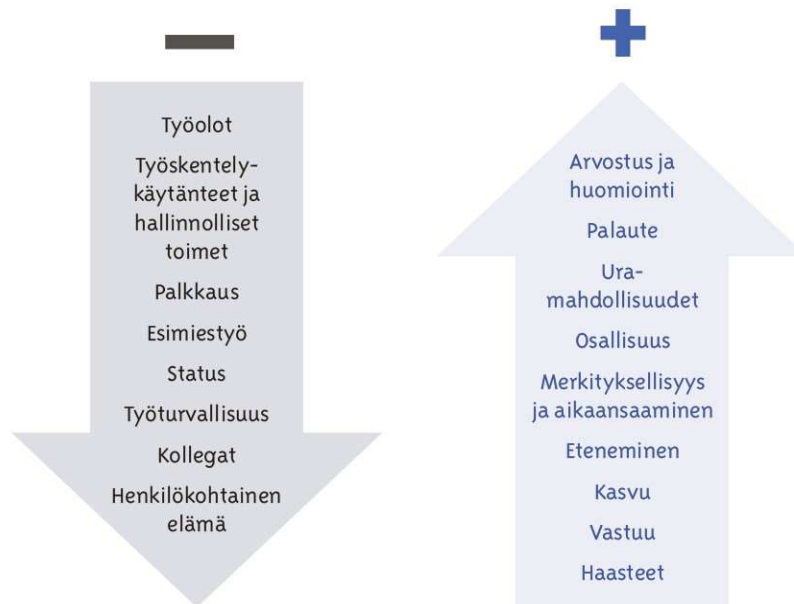 Työolot
Työskentely-
käytänteet ja
hallinnolliset
toimet
Palkkaus
Esimiestyö
Status
Työturvallisuus
Kollegat
Henkilökohtainen
elämä
Arvostus ja
huomiointi
Palaute
Ura-
mahdollisuudet
Osallisuus
Merkityksellisyys
ja aikaansaaminen
Eteneminen
Kasvu
Vastuu
Haasteet